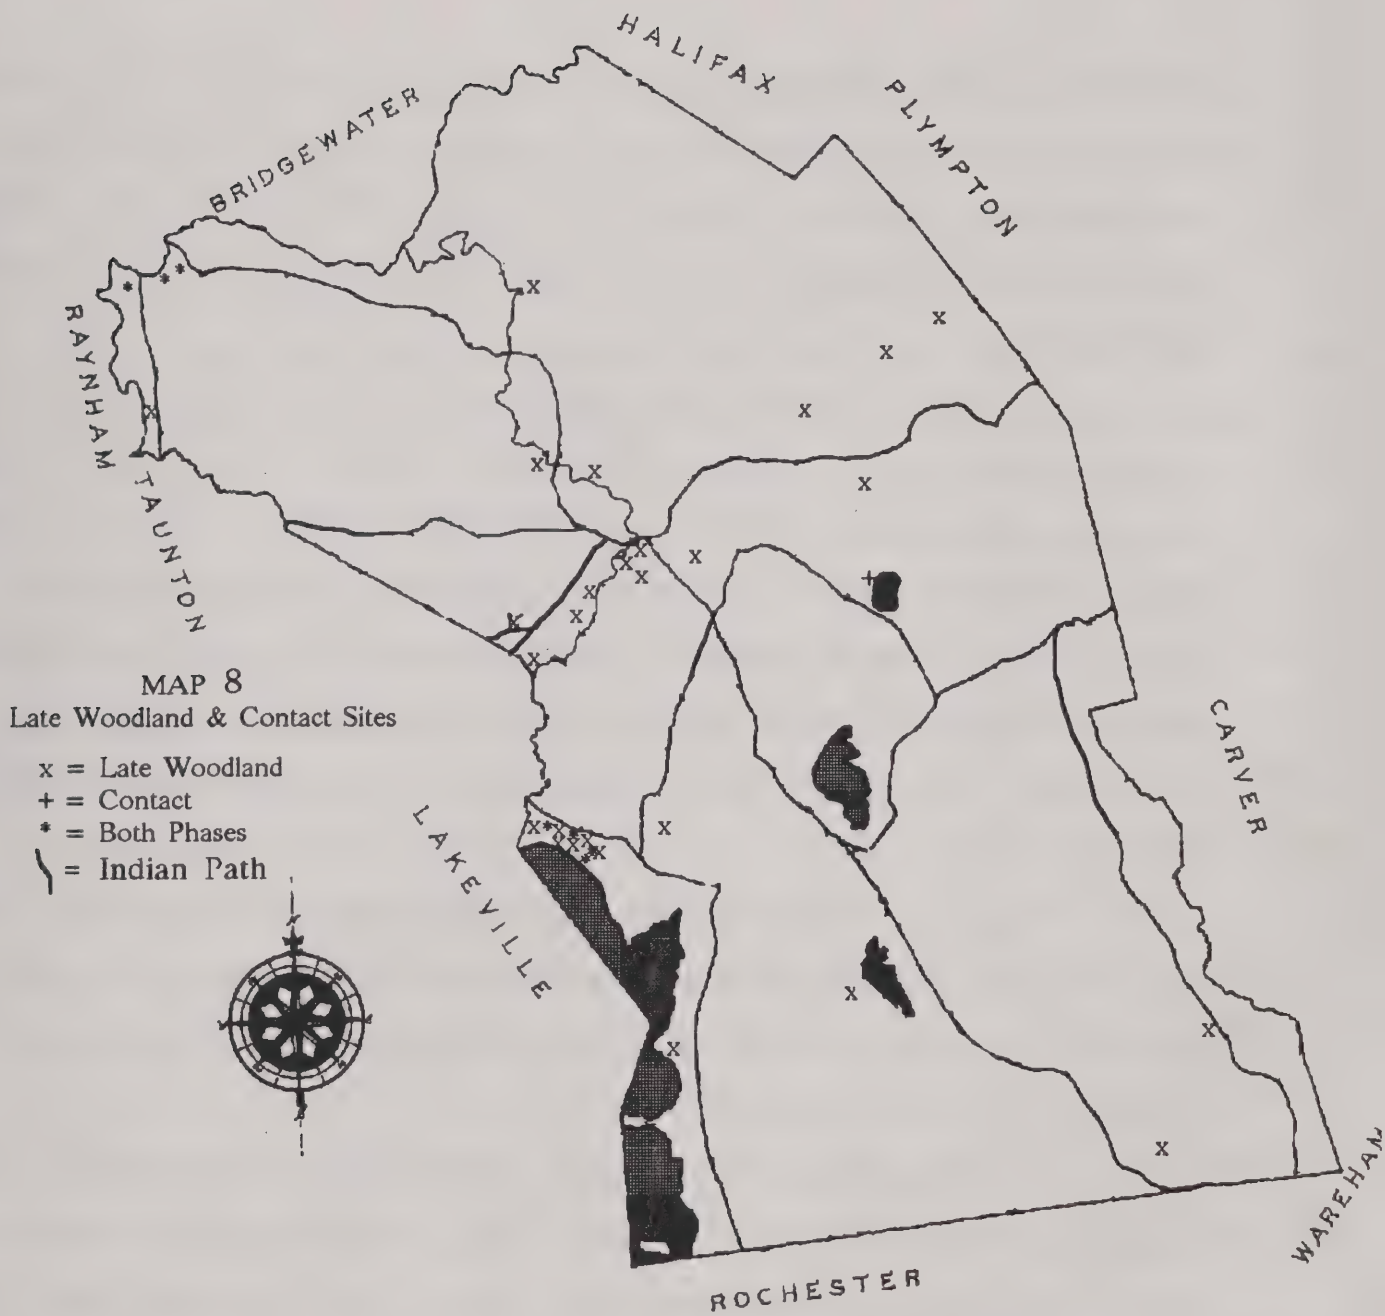 HALIFAX
PLYMPTON
BRIDGEWATER
RAYNHAM
TAUNTON
MAP 8
Late Woodland & Contact Sites
x = Late Woodland
+ = Contact
* = Both Phases
= Indian Path
LAKEVILLE
CARVER
WAREHAM
ROCHESTER